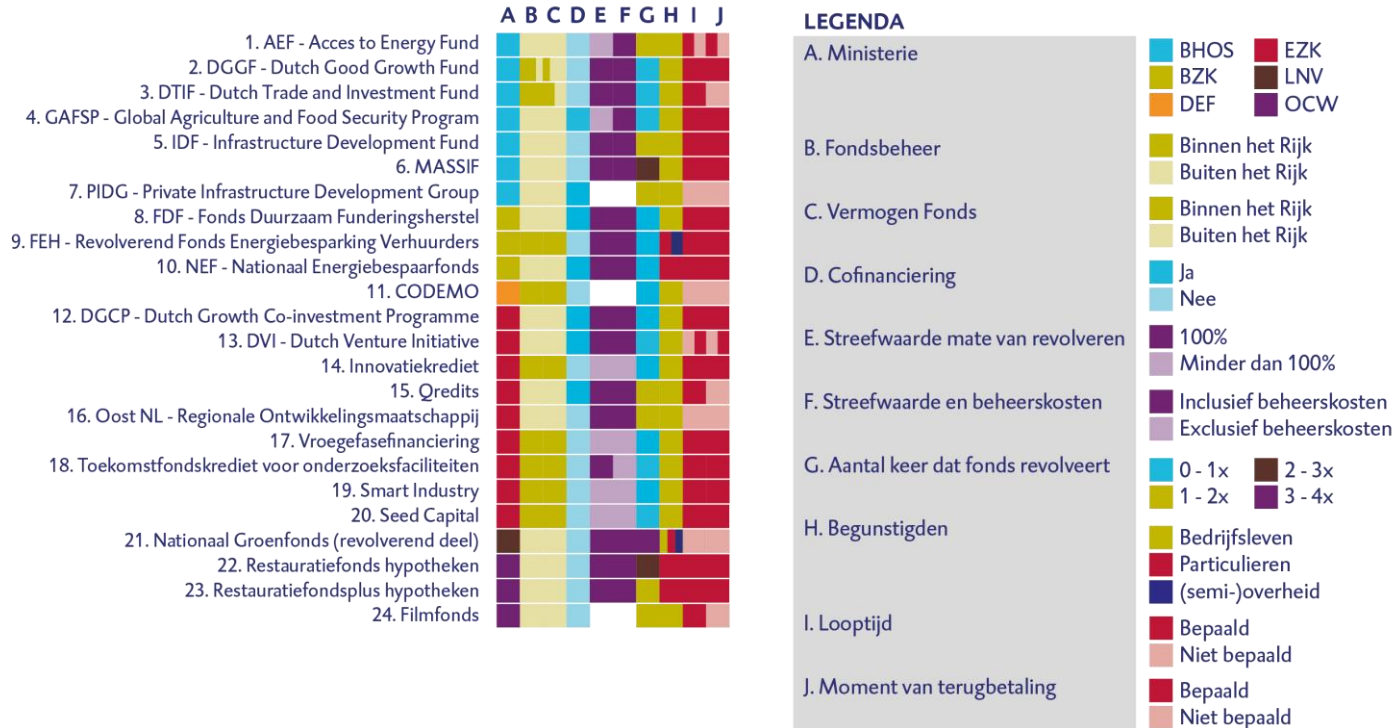 A B C D E F G H I J
1. AEF - Acces to Energy Fund
2. DGGF - Dutch Good Growth Fund
3. DTIF - Dutch Trade and Investment Fund
4. GAFSP - Global Agriculture and Food Security Program
5. IDF - Infrastructure Development Fund
6. MASSIF
7. PIDG - Private Infrastructure Development Group
8. FDF - Fonds Duurzaam Funderingsherstel
9. FEH - Revolverend Fonds Energiebesparking Verhuurders
10. NEF - Nationaal Energiebespaarfonds
11. CODEMO
12. DGCP - Dutch Growth Co-investment Programme
13. DVI - Dutch Venture Initiative
14. Innovatiekrediet
15. Qredits
16. Oost NL - Regionale Ontwikkelingsmaatschappij
17. Vroegefasefinanciering
18. Toekomstfondskrediet voor onderzoeksfaciliteiten
19. Smart Industry
20. Seed Capital
21. Nationaal Groenfonds (revolverend deel)
22. Restauratiefonds hypotheken
23. Restauratiefondsplus hypotheken
24. Filmfonds
LEGENDA
A. Ministerie
BHOS EZK
BZK LNV
DEF OCW
B. Fondsbeheer
Binnen het Rijk
Buiten het Rijk
C. Vermogen Fonds
Binnen het Rijk
Buiten het Rijk
D. Cofinanciering
Ja
Nee
E. Streefwaarde mate van revolveren
100%
Minder dan 100%
F. Streefwaarde en beheerskosten
Inclusief beheerskosten
Exclusief beheerskosten
G. Aantal keer dat fonds revolveert
0 - 1x 2 - 3x
1 - 2x 3 - 4x
H. Begunstigden
Bedrijfsleven
Particulieren
(semi-)overheid
I. Looptijd
Bepaald
Niet bepaald
J. Moment van terugbetaling
Bepaald
Niet bepaald